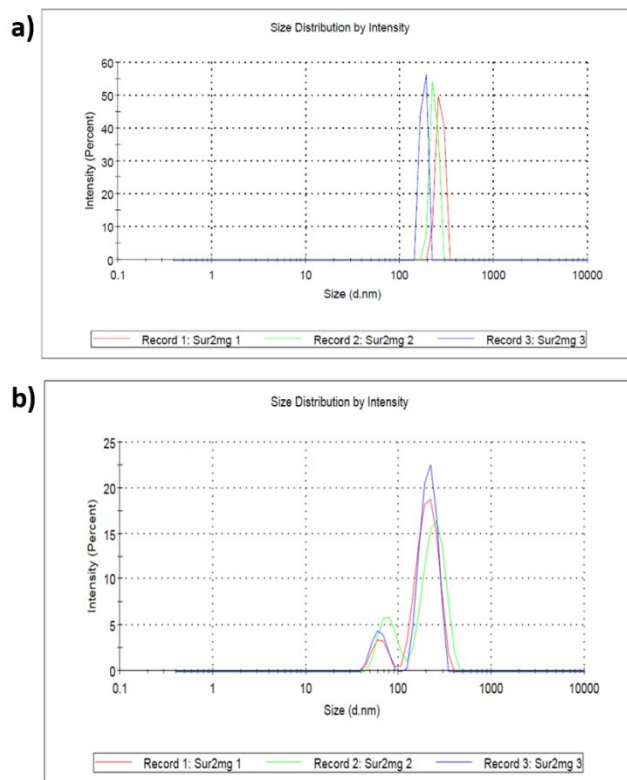 a)
Size Distribution by Intensity
Intensity (Percent)
60
50
40
30
20
10
0
0.1 1 10 100 1000 10000
Size (d.nm)
Record 1: Sur2mg 1 Record 2: Sur2mg 2 Record 3: Sur2mg 3
b)
Size Distribution by Intensity
Intensity (Percent)
25
20
15
10
5
0
0.1 1 10 100 1000 10000
Size (d.nm)
Record 1: Sur2mg 1 Record 2: Sur2mg 2 Record 3: Sur2mg 3